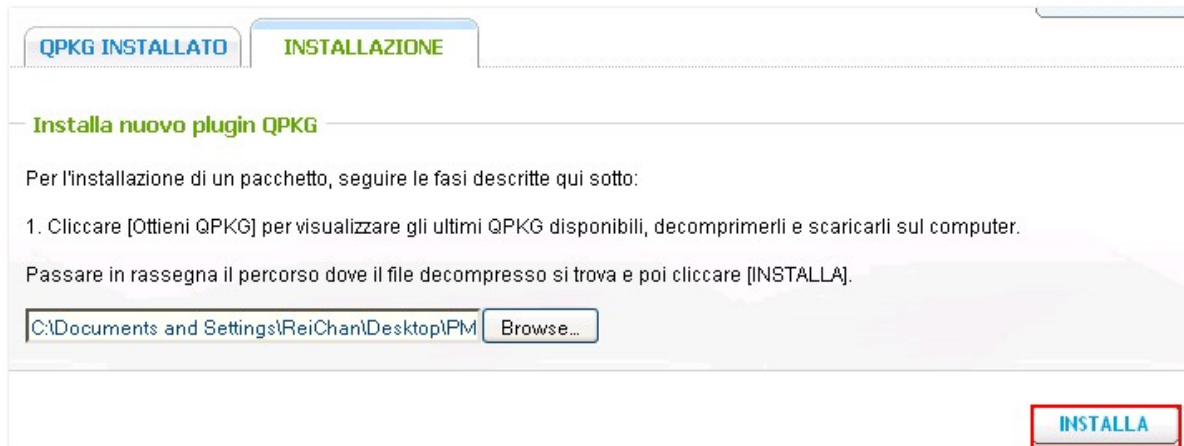 QPKG INSTALLATO INSTALLAZIONE
Installa nuovo plugin QPKG
Per l'installazione di un pacchetto, seguire le fasi descritte qui sotto:
1. Cliccare [Ottieni QPKG] per visualizzare gli ultimi QPKG disponibili, decomprimerli e scaricarli sul computer.
Passare in rassegna il percorso dove il file decompresso si trova e poi cliccare [INSTALLA].
C:\Documents and Settings\ReiChan\Desktop\PM Browse...
INSTALLA